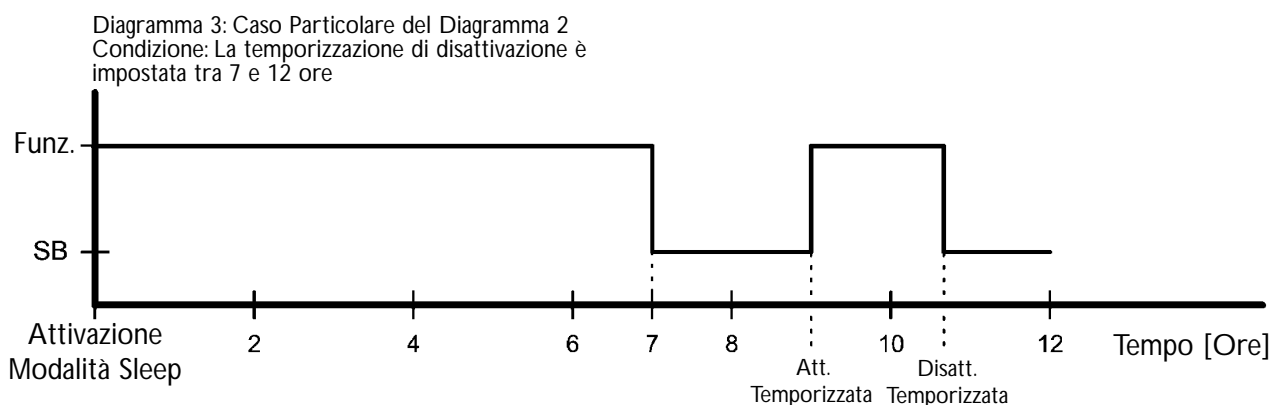 Diagramma 3: Caso Particolare del Diagramma 2
Condizione: La temporizzazione di disattivazione è
impostata tra 7 e 12 ore
Funz.
SB
Attivazione
Modalità Sleep
2
4
6
7
8
10
12
Tempo [Ore]
Att.
Temporizzata
Disatt.
Temporizzata